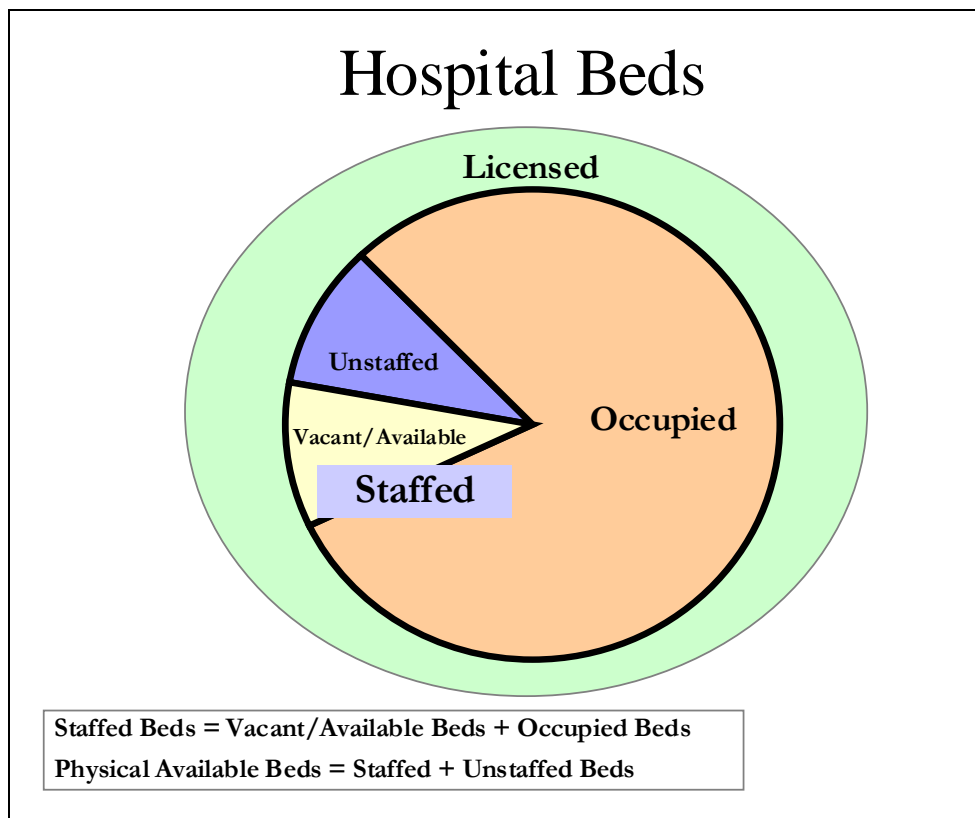 Hospital Beds
Licensed
Unstaffed
Occupied
Vacant/Available
Staffed
Staffed Beds = Vacant/Available Beds + Occupied Beds
Physical Available Beds = Staffed + Unstaffed Beds